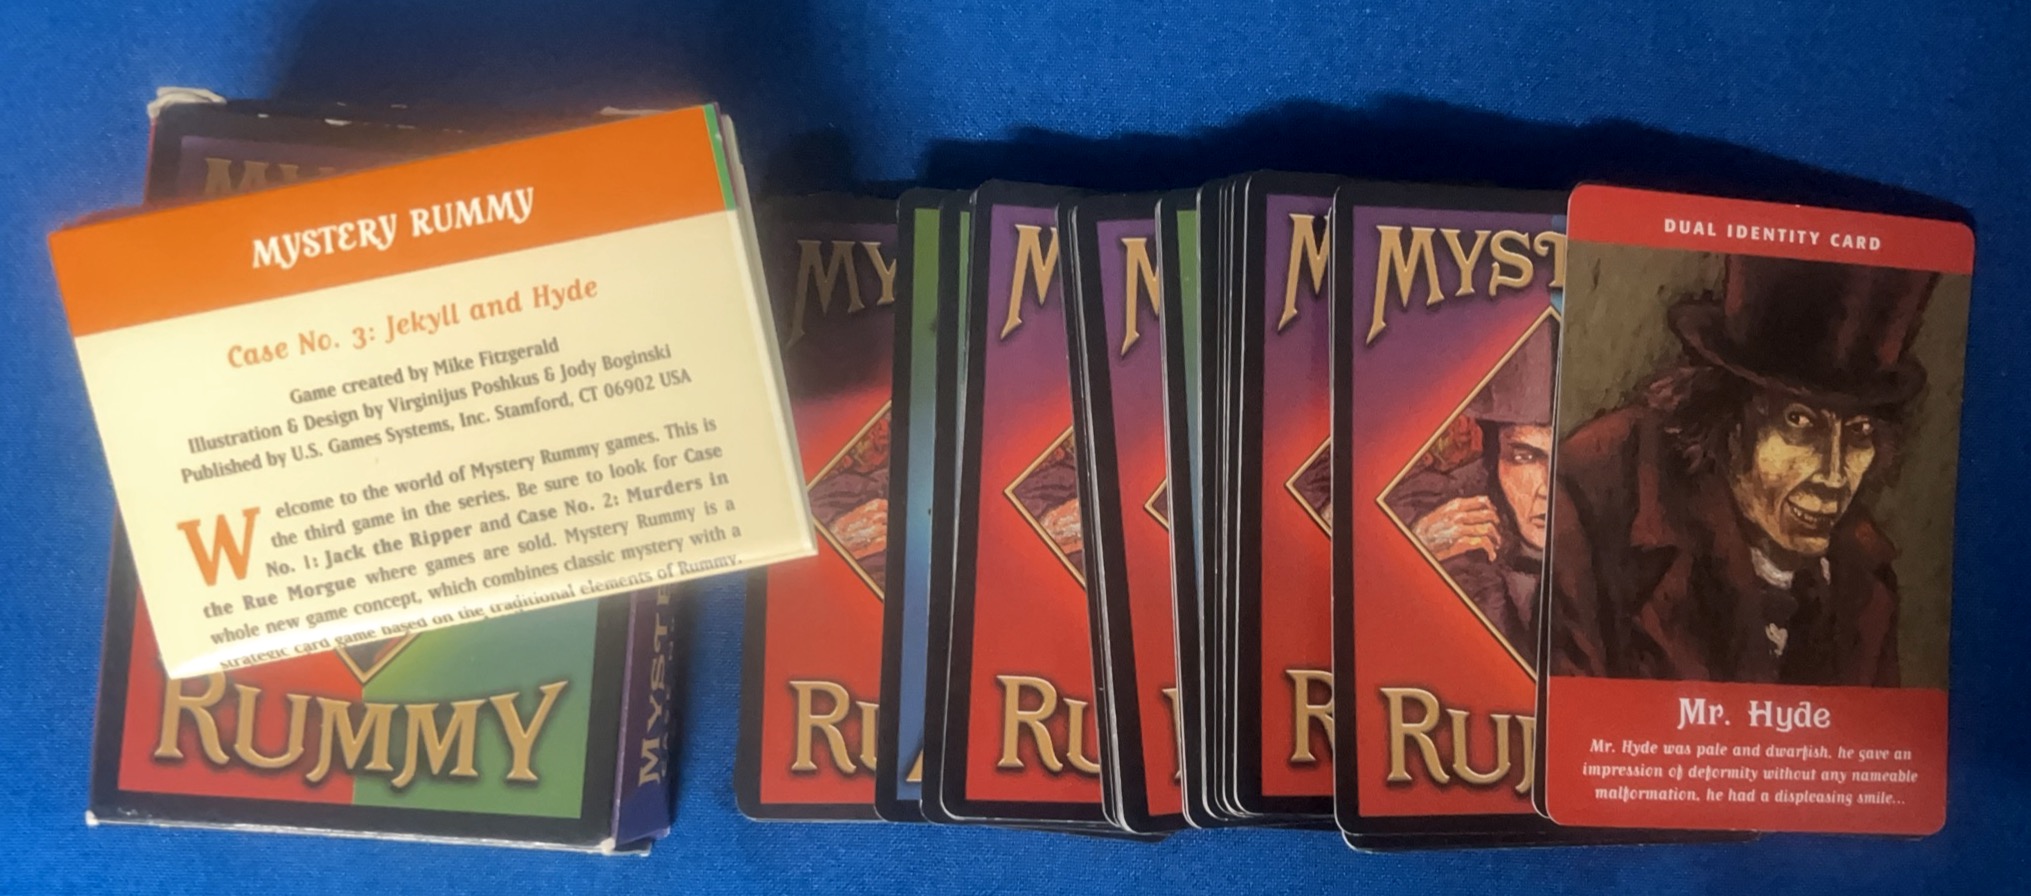 MYSTERY RUMMY
Case No. 3: Jekyll and Hyde
Game created by Mike Fitzgerald
Illustration & Design by Virginijus Poshkus & Jody Boginski
Published by U.S. Games Systems, Inc. Stamford, CT 06902 USA
Welcome to the world of Mystery Rummy games. This is
the third game in the series. Be sure to look for Case
No. 1: Jack the Ripper and Case No. 2: Murders in
the Rue Morgue where games are sold. Mystery Rummy is a
whole new game concept, which combines classic mystery with a
strategic card game based on the traditional elements of Rummy.
RUMMY
MY
RU
M
RU
M
M
R
MYST
RU
DUAL IDENTITY CARD
Mr. Hyde
Mr. Hyde was pale and dwarfish, he gave an
impression of deformity without any nameable
malformation, he had a displeasing smile...